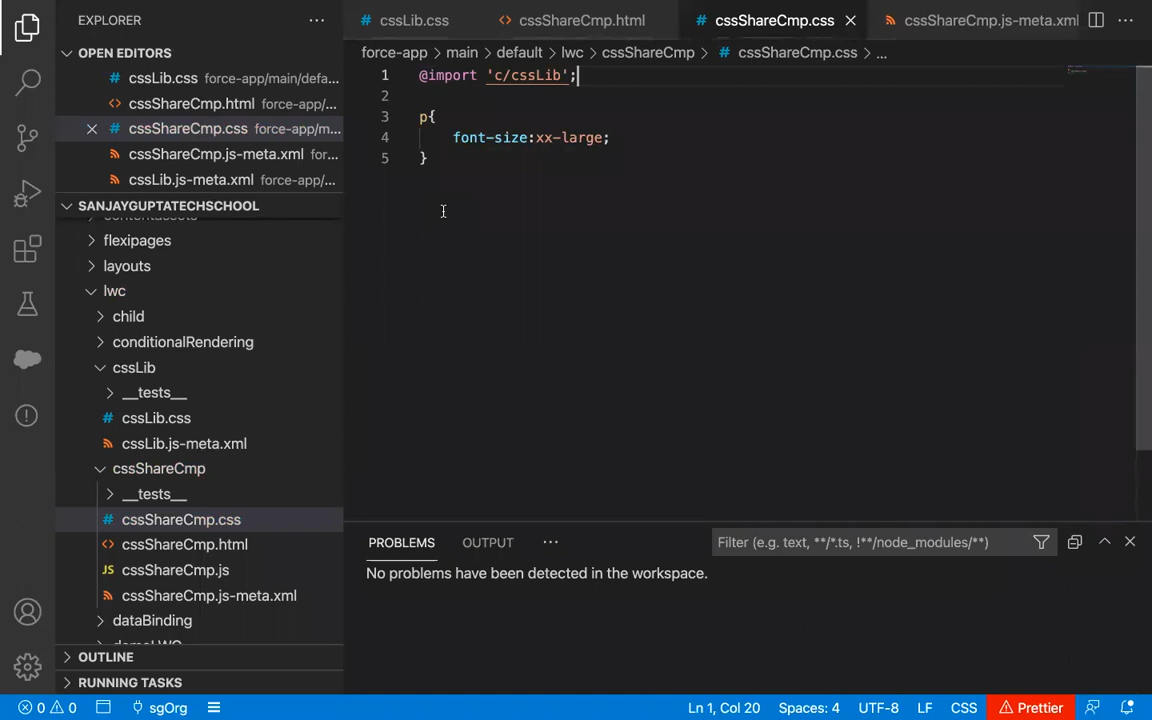 EXPLORER
OPEN EDITORS
cssLib.css force-app/main/defa...
cssShareCmp.html force-app/...
cssShareCmp.css force-app/m...
cssShareCmp.js-meta.xml for...
cssLib.js-meta.xml force-app/...
SANJAYGUPTATECHSCHOOL
contentassets
flexipages
layouts
lwc
child
conditionalRendering
cssLib
__tests__
cssLib.css
cssLib.js-meta.xml
cssShareCmp
__tests__
cssShareCmp.css
cssShareCmp.html
cssShareCmp.js
cssShareCmp.js-meta.xml
dataBinding
demoLWC
OUTLINE
RUNNING TASKS
cssLib.css
cssShareCmp.html
cssShareCmp.css
cssShareCmp.js-meta.xml
force-app > main > default > lwc > cssShareCmp > # cssShareCmp.css > ...
1 @import 'c/cssLib';
2
3 p{
4 font-size:xx-large;
5 }
PROBLEMS OUTPUT ... Filter (e.g. text, **/*.ts, !**/node_modules/**)
No problems have been detected in the workspace.
0 0 sgOrg Ln 1, Col 20 Spaces: 4 UTF-8 LF CSS Prettier